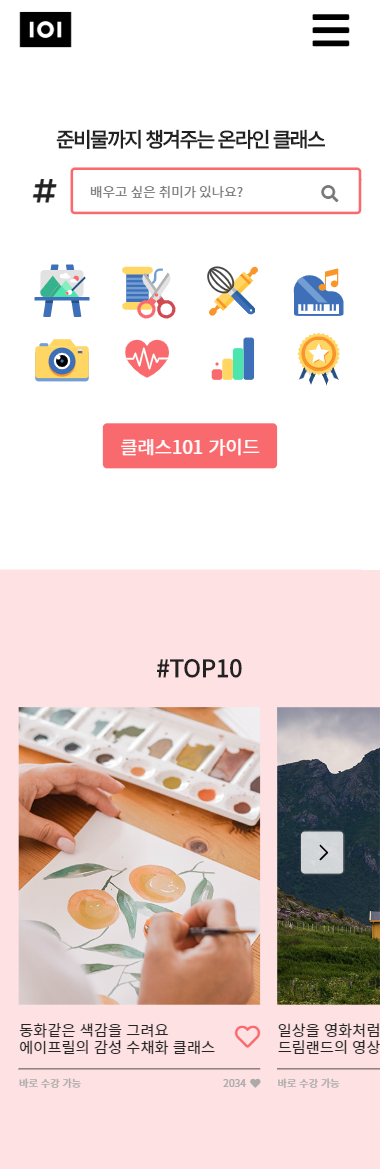 101
준비물까지 챙겨주는 온라인 클래스
#
배우고 싶은 취미가 있나요?
클래스101 가이드
#TOP10
동화같은 색감을 그려요
에이프릴의 감성 수채화 클래스
바로 수강 가능
2034
일상을 영화처럼
드림랜드의 영상
바로 수강 가능